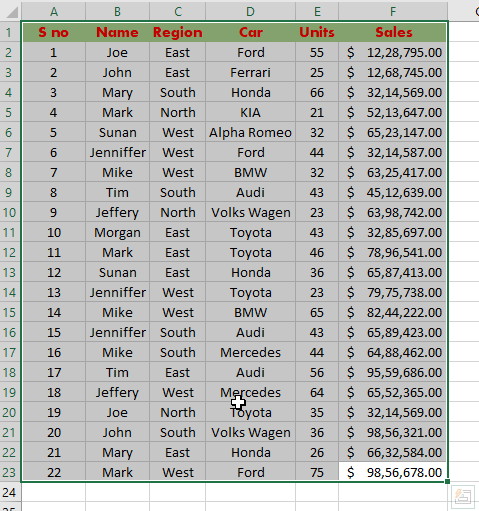 A B C D E F
1 S no Name Region Car Units Sales
2 1 Joe East Ford 55 $ 12,28,795.00
3 2 John East Ferrari 25 $ 12,68,745.00
4 3 Mary South Honda 66 $ 32,14,569.00
5 4 Mark North KIA 21 $ 52,13,647.00
6 5 Sunan West Alpha Romeo 32 $ 65,23,147.00
7 6 Jenniffer West Ford 44 $ 32,14,587.00
8 7 Mike West BMW 32 $ 63,25,417.00
9 8 Tim South Audi 43 $ 45,12,639.00
10 9 Jeffery North Volks Wagen 23 $ 63,98,742.00
11 10 Morgan East Toyota 43 $ 32,85,697.00
12 11 Mark East Toyota 46 $ 78,96,541.00
13 12 Sunan East Honda 36 $ 65,87,413.00
14 13 Jenniffer West Toyota 23 $ 79,75,738.00
15 14 Mike West BMW 65 $ 82,44,222.00
16 15 Jenniffer South Audi 43 $ 65,89,423.00
17 16 Mike South Mercedes 44 $ 64,88,462.00
18 17 Tim East Audi 56 $ 95,59,686.00
19 18 Jeffery West Mercedes 64 $ 65,52,365.00
20 19 Joe North Toyota 35 $ 32,14,569.00
21 20 John South Volks Wagen 36 $ 98,56,321.00
22 21 Mary East Honda 26 $ 66,32,584.00
23 22 Mark West Ford 75 $ 98,56,678.00
24